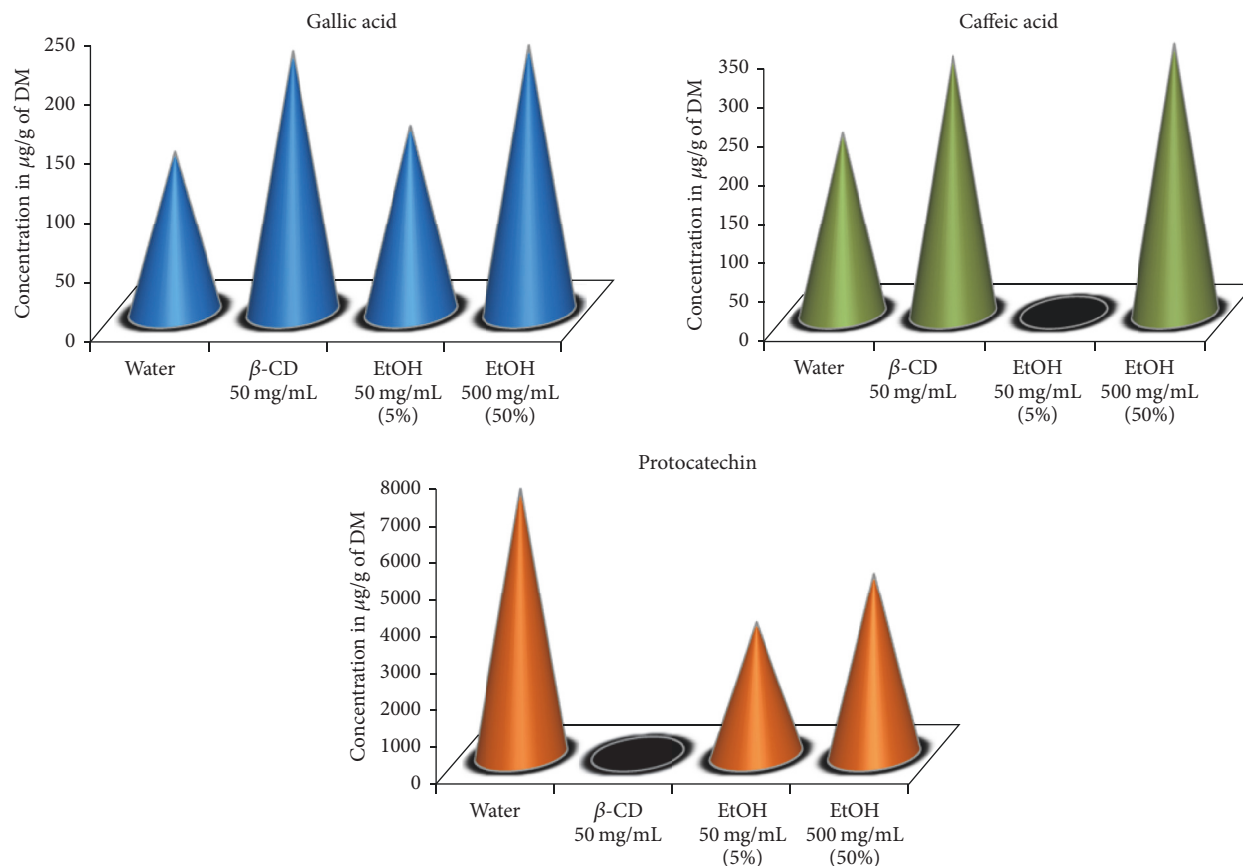 Gallic acid
Concentration in μg/g of DM
250
200
150
100
50
0
Water
β-CD
50 mg/mL
EtOH
50 mg/mL
(5%)
EtOH
500 mg/mL
(50%)
Caffeic acid
Concentration in μg/g of DM
350
300
250
200
150
100
50
0
Water
β-CD
50 mg/mL
EtOH
50 mg/mL
(5%)
EtOH
500 mg/mL
(50%)
Protocatechin
Concentration in μg/g of DM
8000
7000
6000
5000
4000
3000
2000
1000
0
Water
β-CD
50 mg/mL
EtOH
50 mg/mL
(5%)
EtOH
500 mg/mL
(50%)